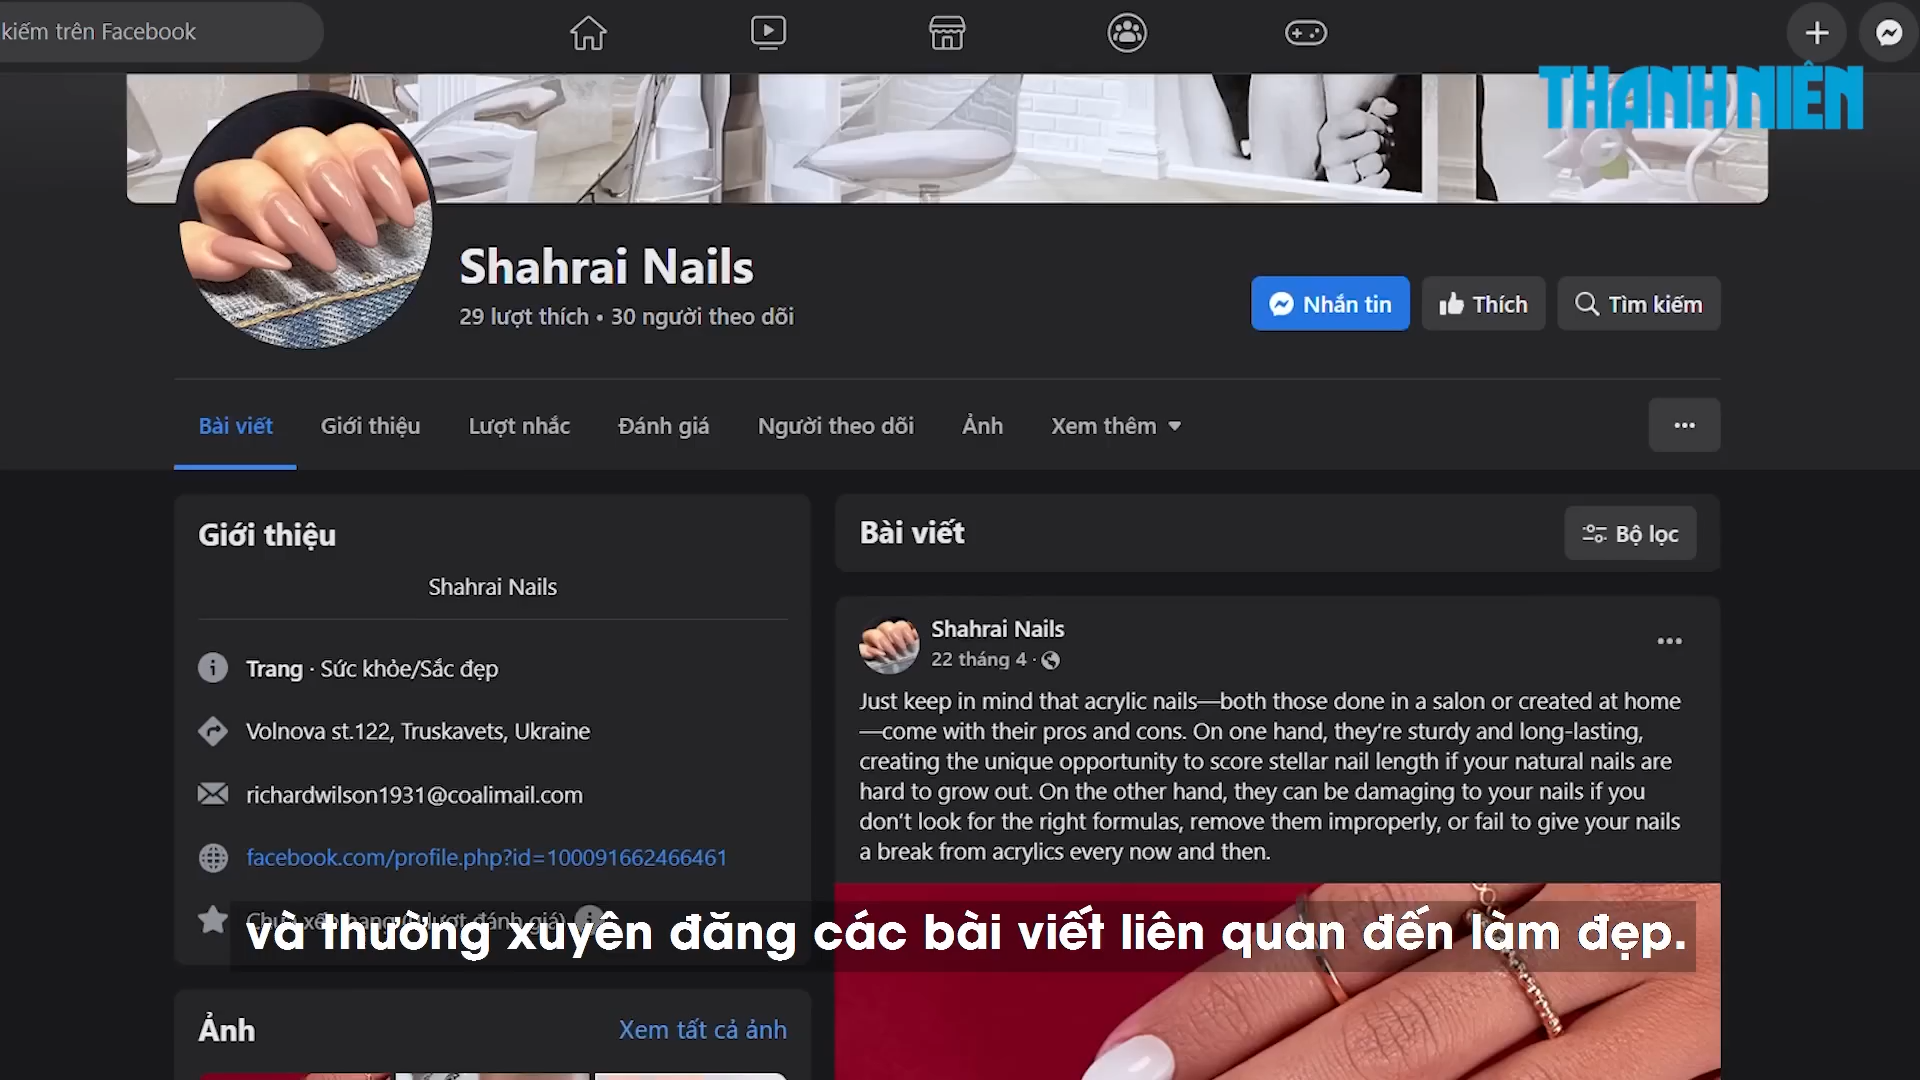 kiếm trên Facebook
THANH NIÊN
Shahrai Nails
29 lượt thích • 30 người theo dõi
Nhắn tin
Thích
Tìm kiếm
Bài viết
Giới thiệu
Lượt nhắc
Đánh giá
Người theo dõi
Ảnh
Xem thêm
Giới thiệu
Shahrai Nails
Trang · Sức khỏe/Sắc đẹp
Volnova st.122, Truskavets, Ukraine
richardwilson1931@coalimail.com
facebook.com/profile.php?id=100091662466461
Ảnh
Xem tất cả ảnh
Bài viết
Bộ lọc
Shahrai Nails
22 tháng 4 ·
Just keep in mind that acrylic nails—both those done in a salon or created at home
—come with their pros and cons. On one hand, they're sturdy and long-lasting,
creating the unique opportunity to score stellar nail length if your natural nails are
hard to grow out. On the other hand, they can be damaging to your nails if you
don't look for the right formulas, remove them improperly, or fail to give your nails
a break from acrylics every now and then.
và thường xuyên đăng các bài viết liên quan đến làm đẹp.